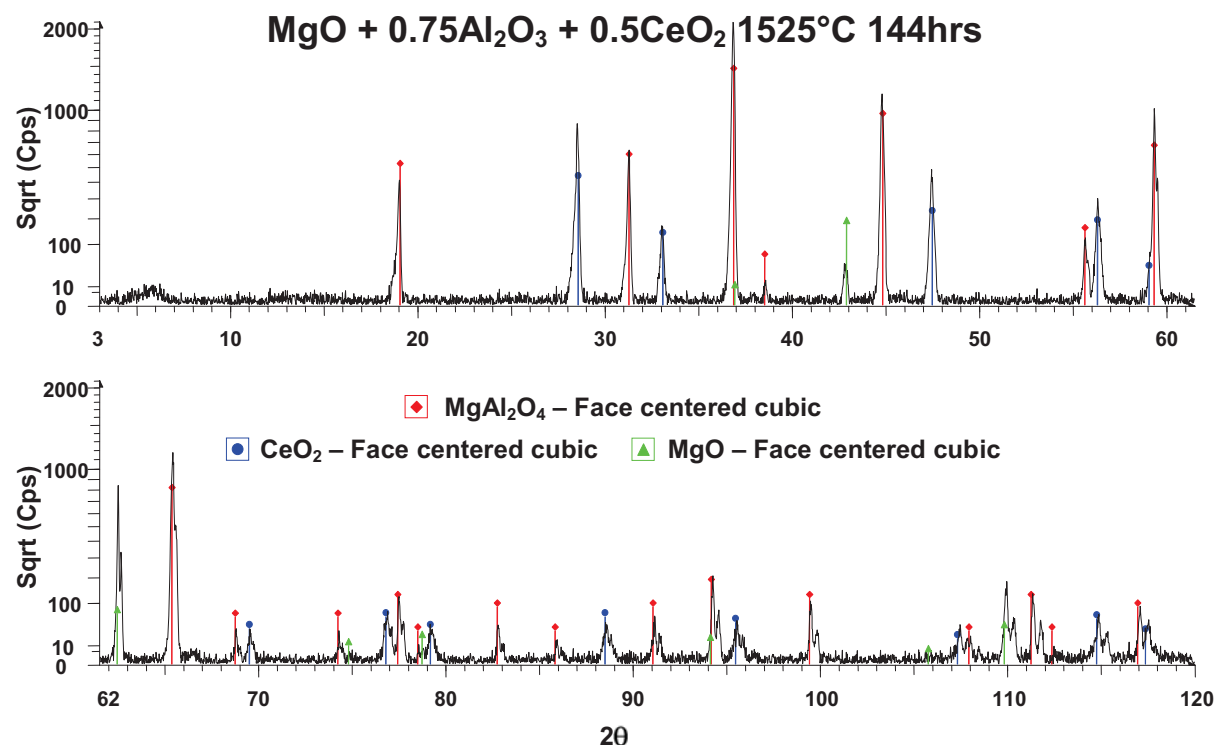 MgO + 0.75Al₂O₃ + 0.5CeO₂ 1525°C 144hrs
2000
1000
100
10
0
Sqrt (Cps)
3 10 20 30 40 50 60
2000
1000
100
10
0
Sqrt (Cps)
MgAl₂O₄ – Face centered cubic
CeO₂ – Face centered cubic MgO – Face centered cubic
62 70 80 90 100 110 120
2θ